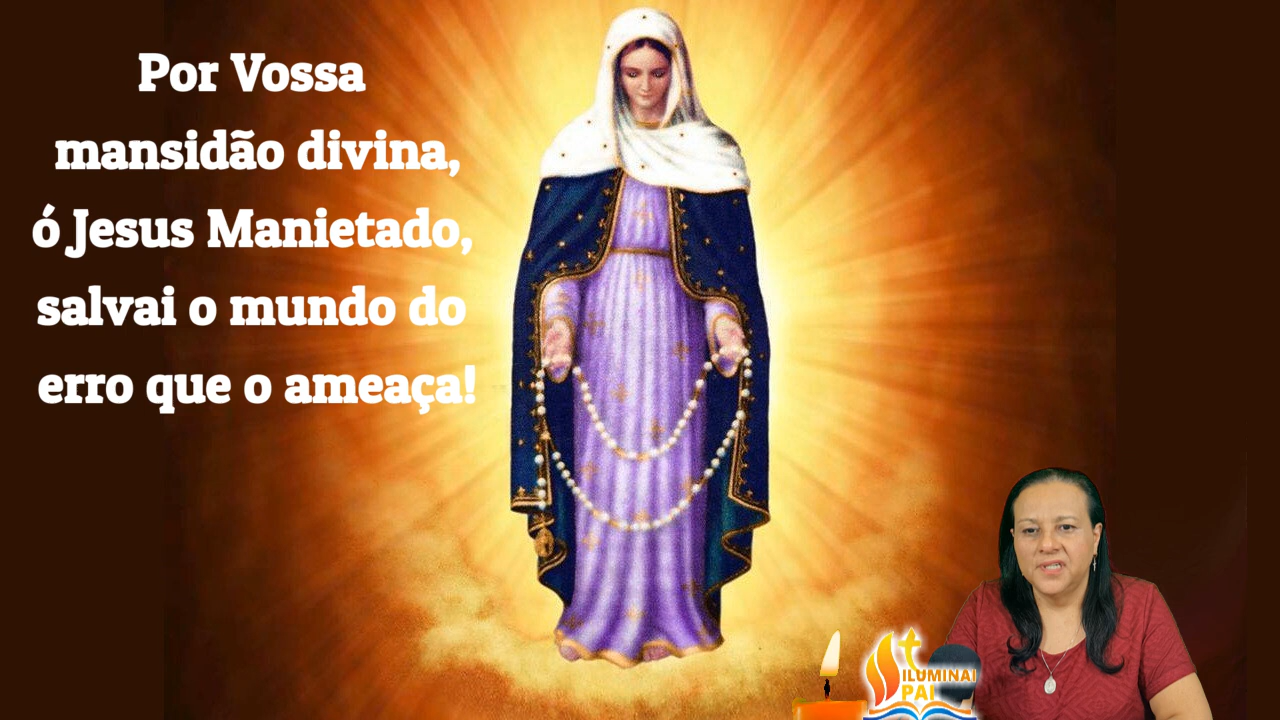 Por Vossa
mansidão divina,
ó Jesus Manietado,
salvai o mundo do
erro que o ameaça!
ILUMINAI
PAI